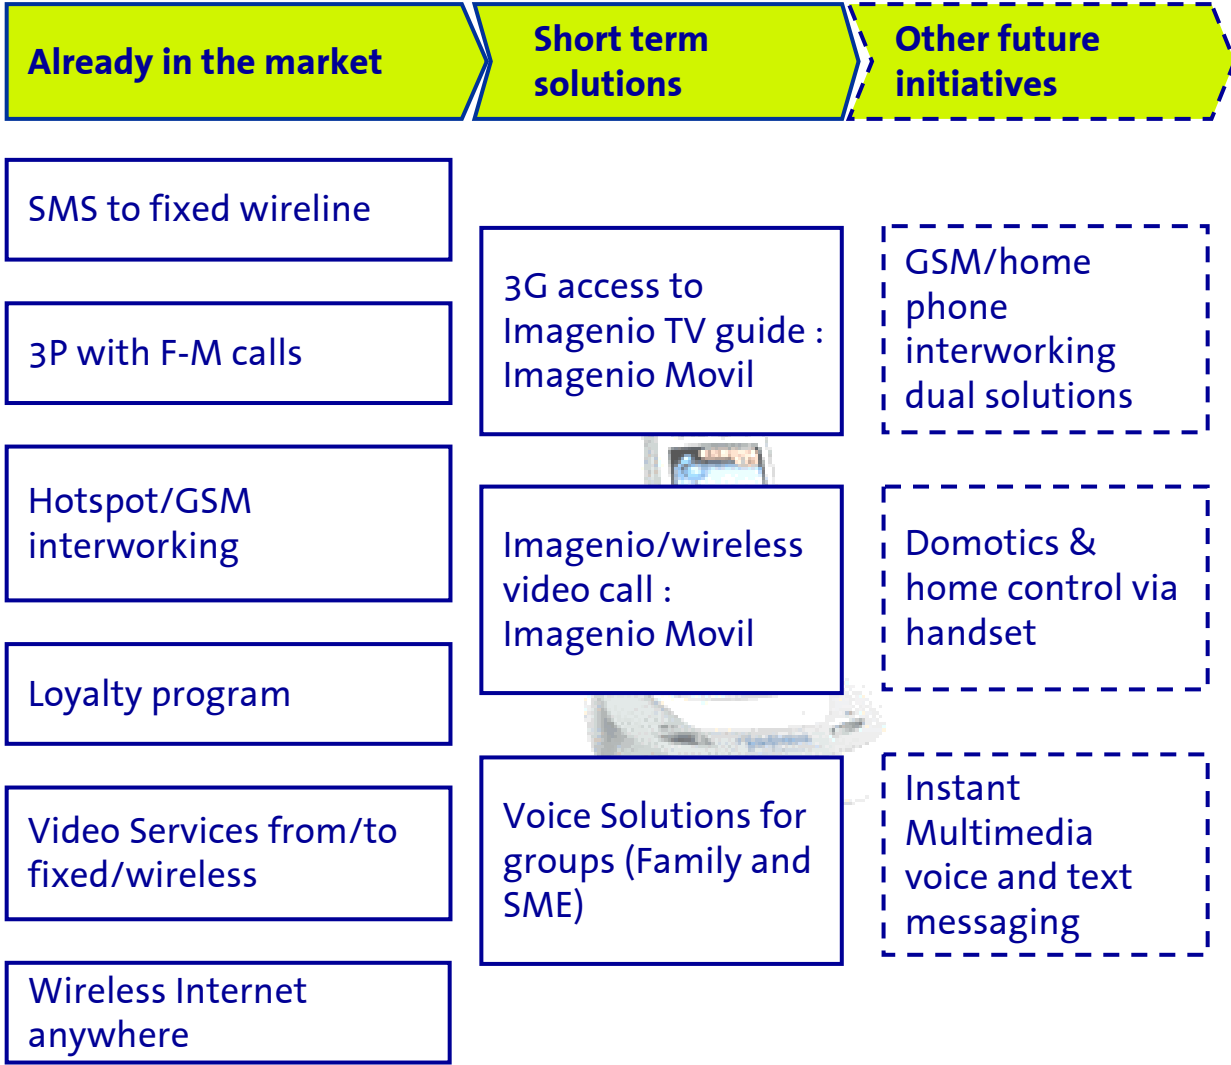 Already in the market
Short term
solutions
Other future
initiatives
SMS to fixed wireline
3P with F-M calls
Hotspot/GSM
interworking
Loyalty program
Video Services from/to
fixed/wireless
Wireless Internet
anywhere
3G access to
Imagenio TV guide :
Imagenio Movil
Imagenio/wireless
video call :
Imagenio Movil
Voice Solutions for
groups (Family and
SME)
GSM/home
phone
interworking
dual solutions
Domotics &
home control via
handset
Instant
Multimedia
voice and text
messaging